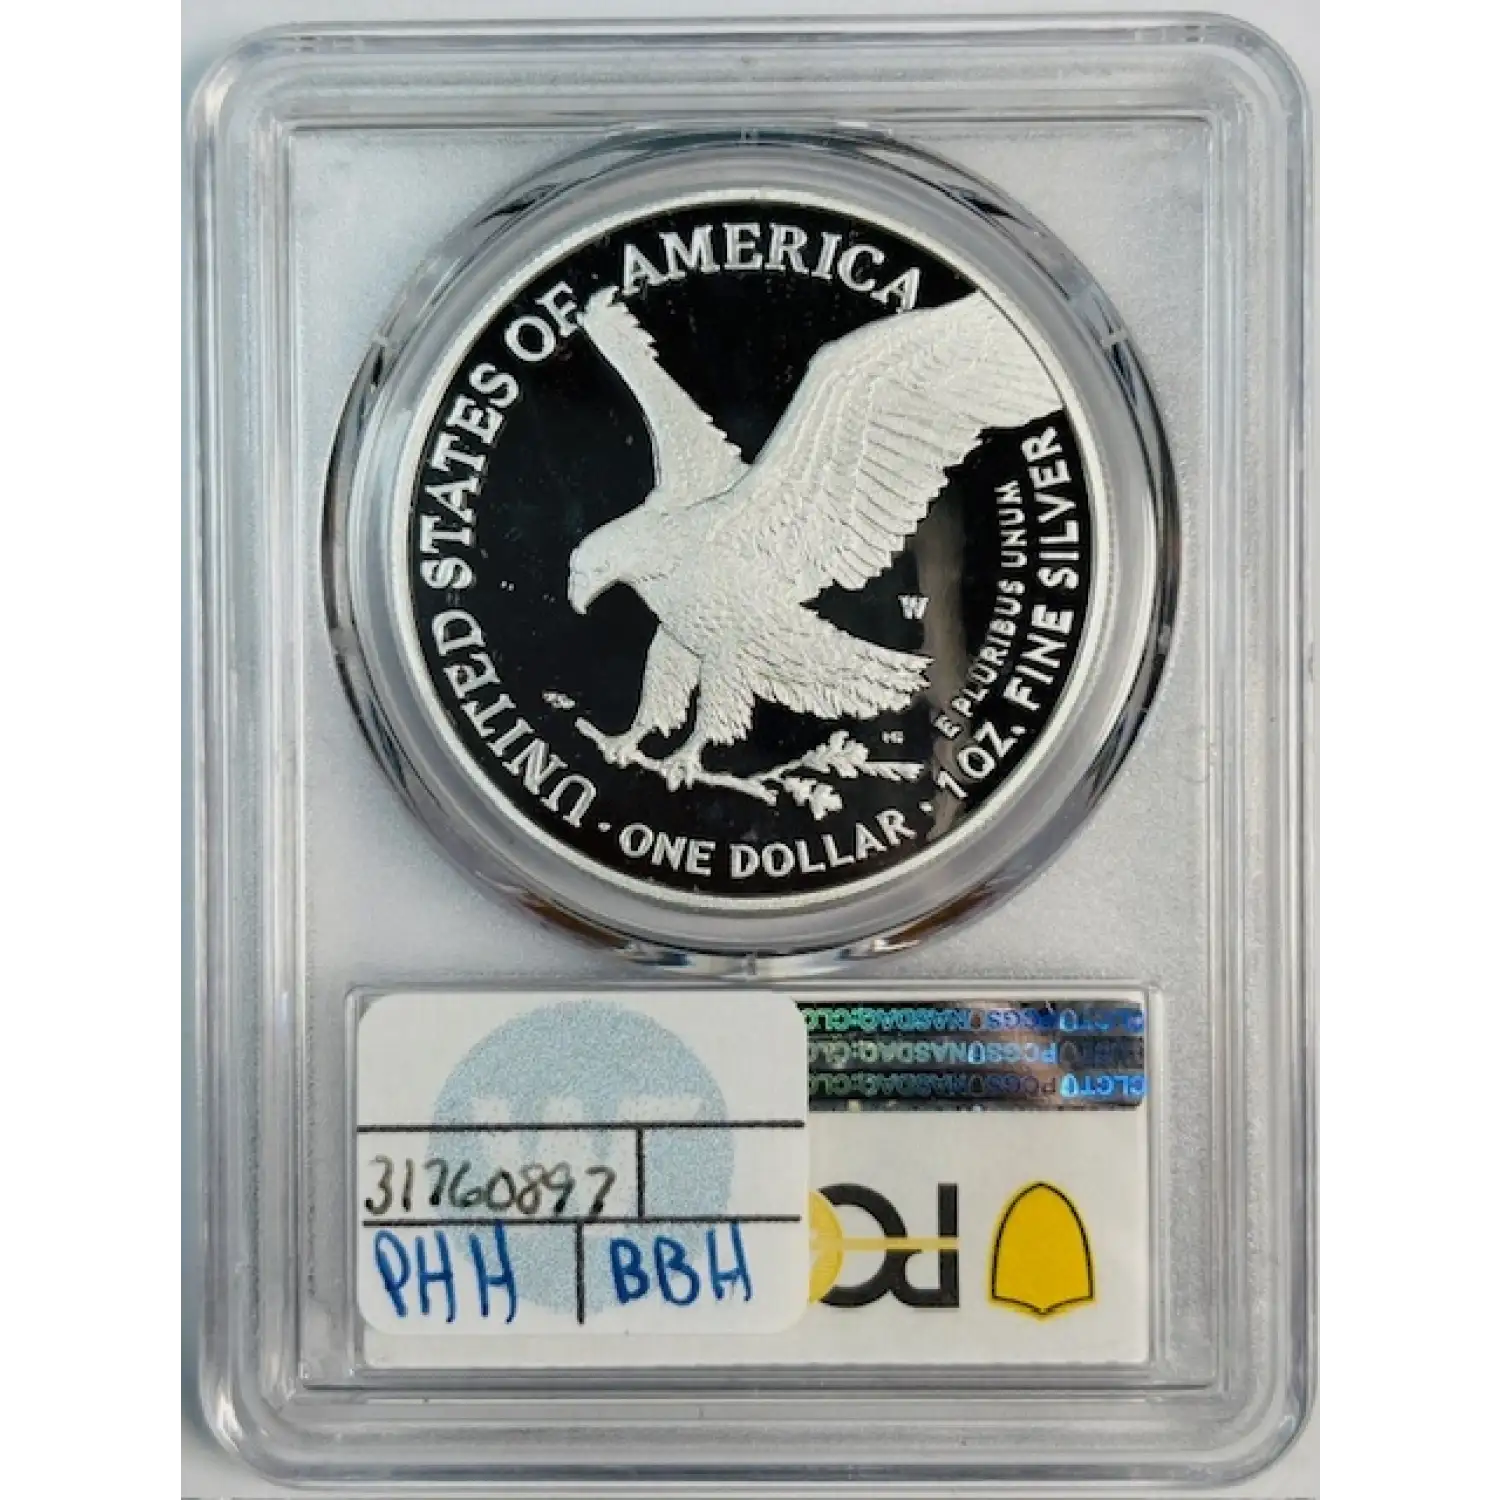 UNITED STATES OF AMERICA
W
E PLURIBUS UNUM
1 OZ. FINE SILVER
· ONE DOLLAR ·
31760897
PHH BBH